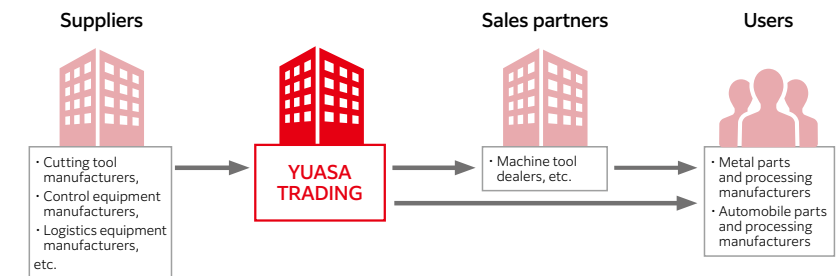 Suppliers
Sales partners
Users
・Cutting tool
manufacturers,
・Control equipment
manufacturers,
・Logistics equipment
manufacturers,
etc.
YUASA
TRADING
・Machine tool
dealers, etc.
・Metal parts
and processing
manufacturers
・Automobile parts
and processing
manufacturers